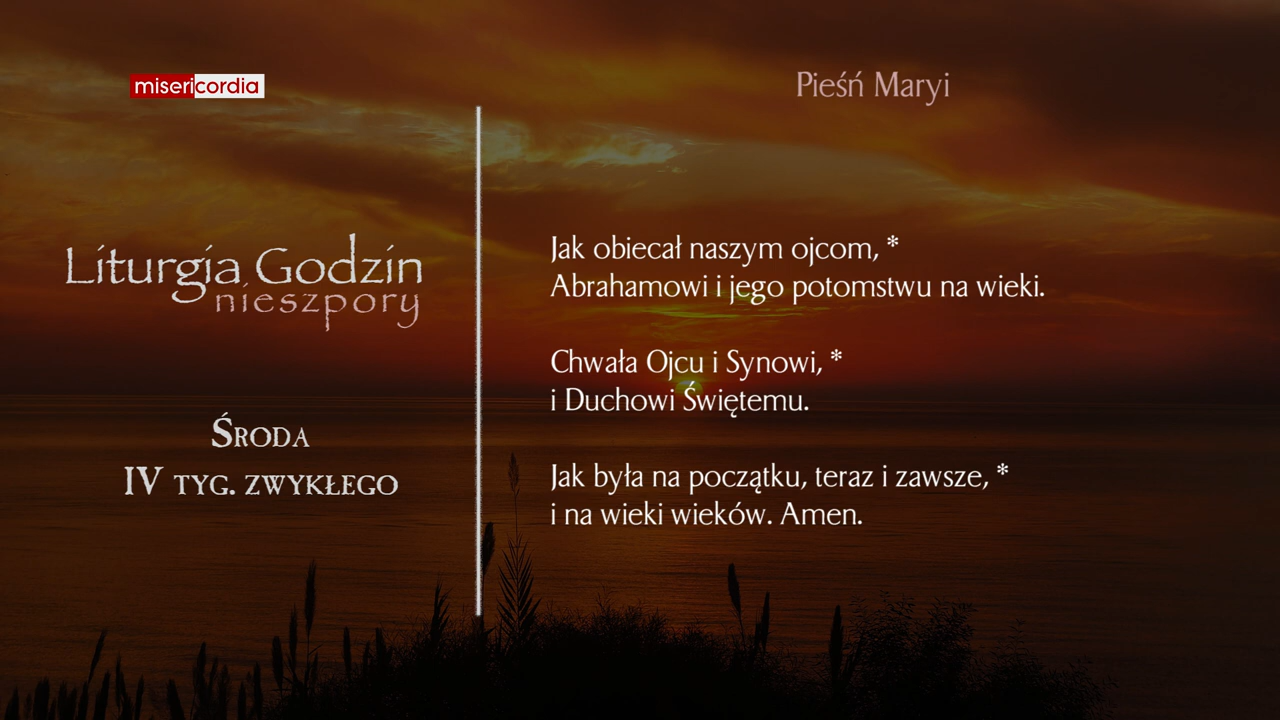 misericordia
Liturgia Godzin
nieszpory
Środa
IV tyg. zwykłego
Pieśń Maryi
Jak obiecał naszym ojcom, *
Abrahamowi i jego potomstwu na wieki.
Chwała Ojcu i Synowi, *
i Duchowi Świętemu.
Jak była na początku, teraz i zawsze, *
i na wieki wieków. Amen.